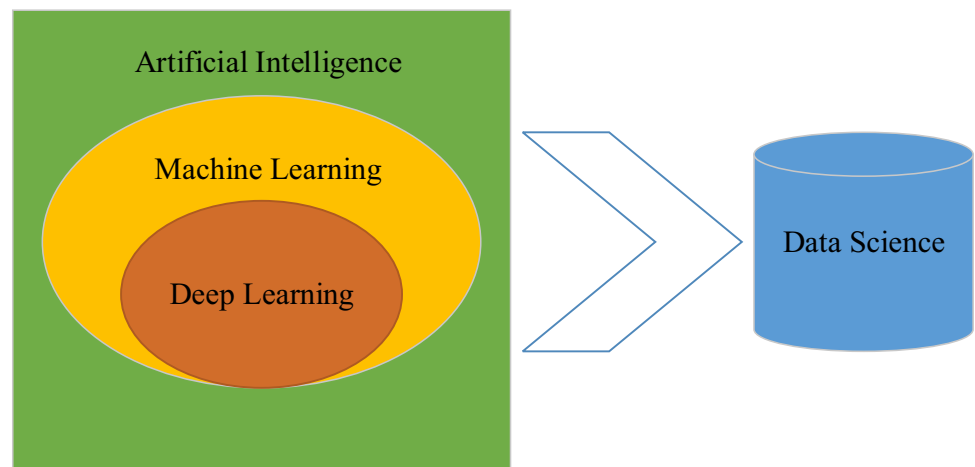 Artificial Intelligence
Machine Learning
Deep Learning
Data Science